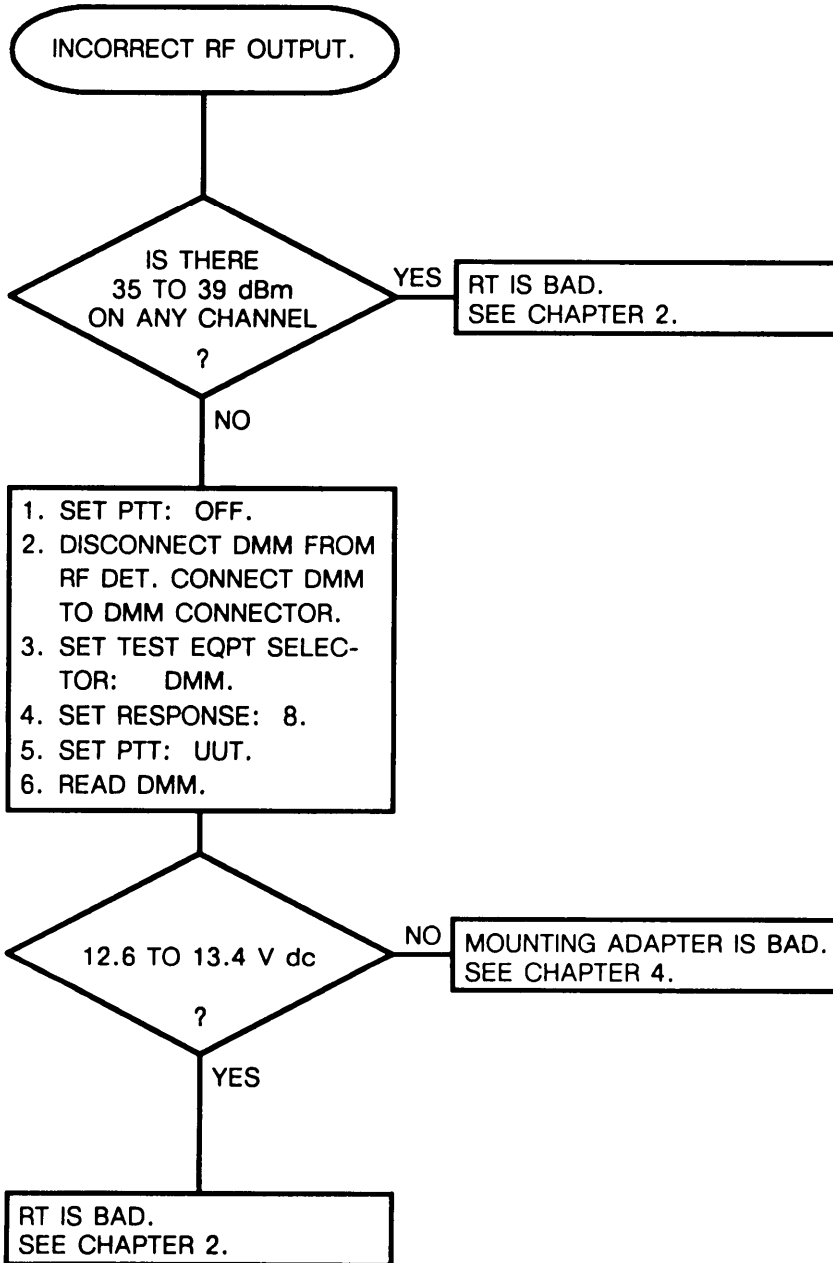 INCORRECT RF OUTPUT.
IS THERE
35 TO 39 dBm
ON ANY CHANNEL
?
YES
RT IS BAD.
SEE CHAPTER 2.
NO
1. SET PTT: OFF.
2. DISCONNECT DMM FROM
RF DET. CONNECT DMM
TO DMM CONNECTOR.
3. SET TEST EQPT SELEC-
TOR: DMM.
4. SET RESPONSE: 8.
5. SET PTT: UUT.
6. READ DMM.
12.6 TO 13.4 V dc
?
NO
MOUNTING ADAPTER IS BAD.
SEE CHAPTER 4.
YES
RT IS BAD.
SEE CHAPTER 2.